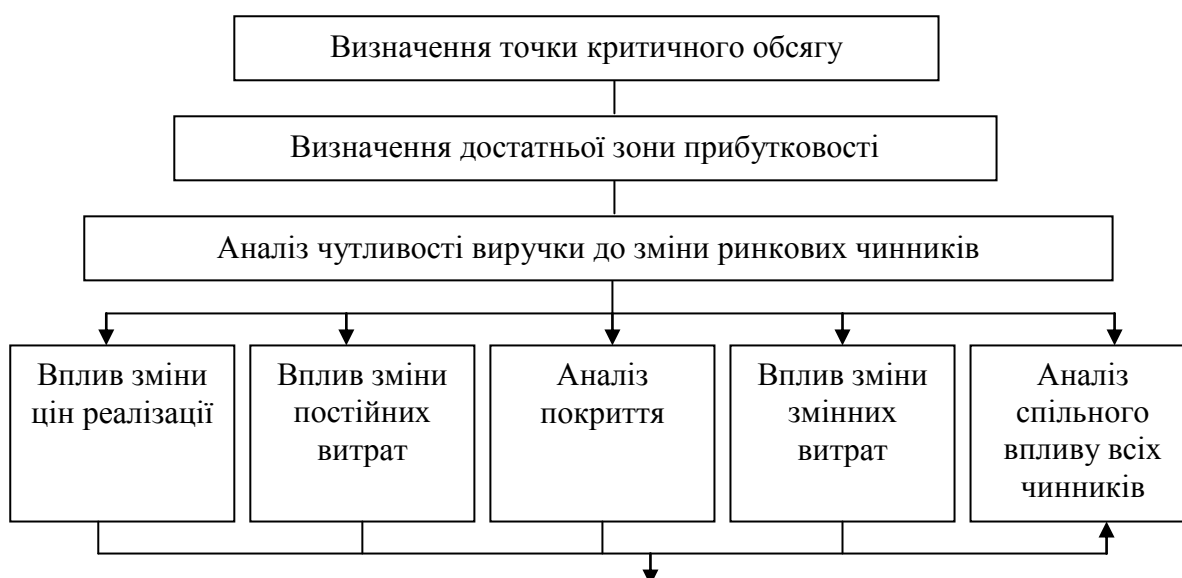 Визначення точки критичного обсягу
Визначення достатньої зони прибутковості
Аналіз чутливості виручки до зміни ринкових чинників
Вплив зміни
цін реалізації
Вплив зміни
постійних
витрат
Аналіз
покриття
Вплив зміни
змінних
витрат
Аналіз
спільного
впливу всіх
чинників